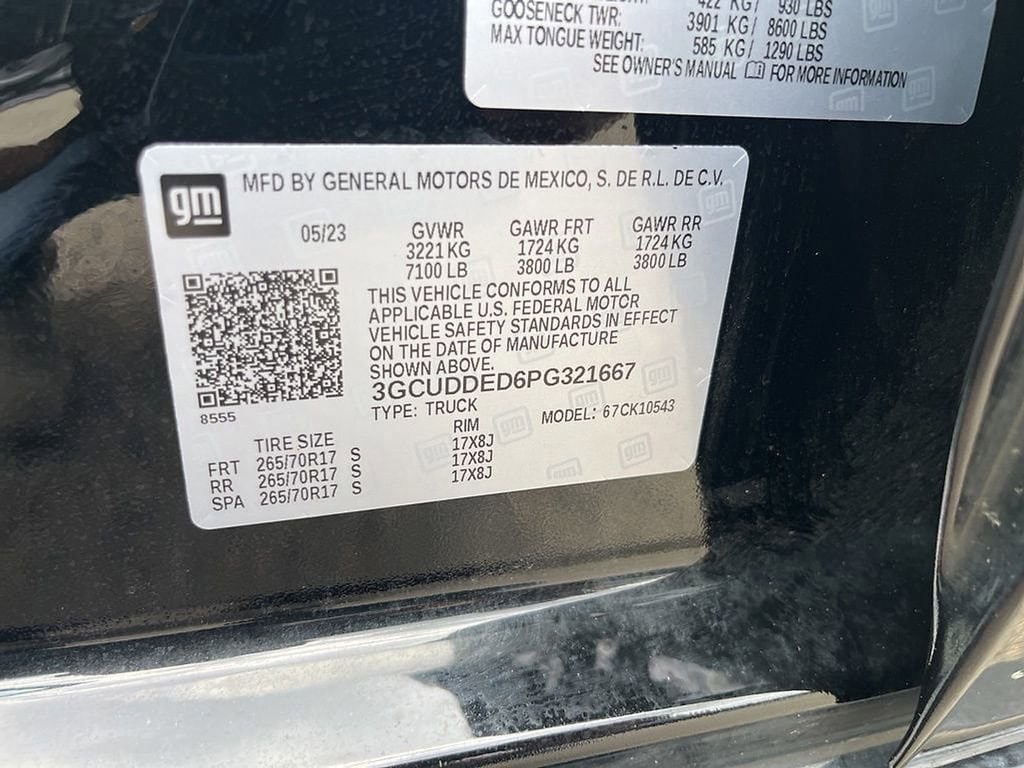 422 KG / 930 LBS
GOOSENECK TWR: 3901 KG / 8600 LBS
MAX TONGUE WEIGHT: 585 KG / 1290 LBS
SEE OWNER'S MANUAL FOR MORE INFORMATION
gm MFD BY GENERAL MOTORS DE MEXICO, S. DE R.L. DE C.V.
05/23 GVWR GAWR FRT GAWR RR
3221 KG 1724 KG 1724 KG
7100 LB 3800 LB 3800 LB
THIS VEHICLE CONFORMS TO ALL
APPLICABLE U.S. FEDERAL MOTOR
VEHICLE SAFETY STANDARDS IN EFFECT
ON THE DATE OF MANUFACTURE
SHOWN ABOVE.
3GCUDDED6PG321667
8555
TYPE: TRUCK MODEL: 67CK10543
TIRE SIZE RIM
FRT 265/70R17 S 17X8J
RR 265/70R17 S 17X8J
SPA 265/70R17 S 17X8J